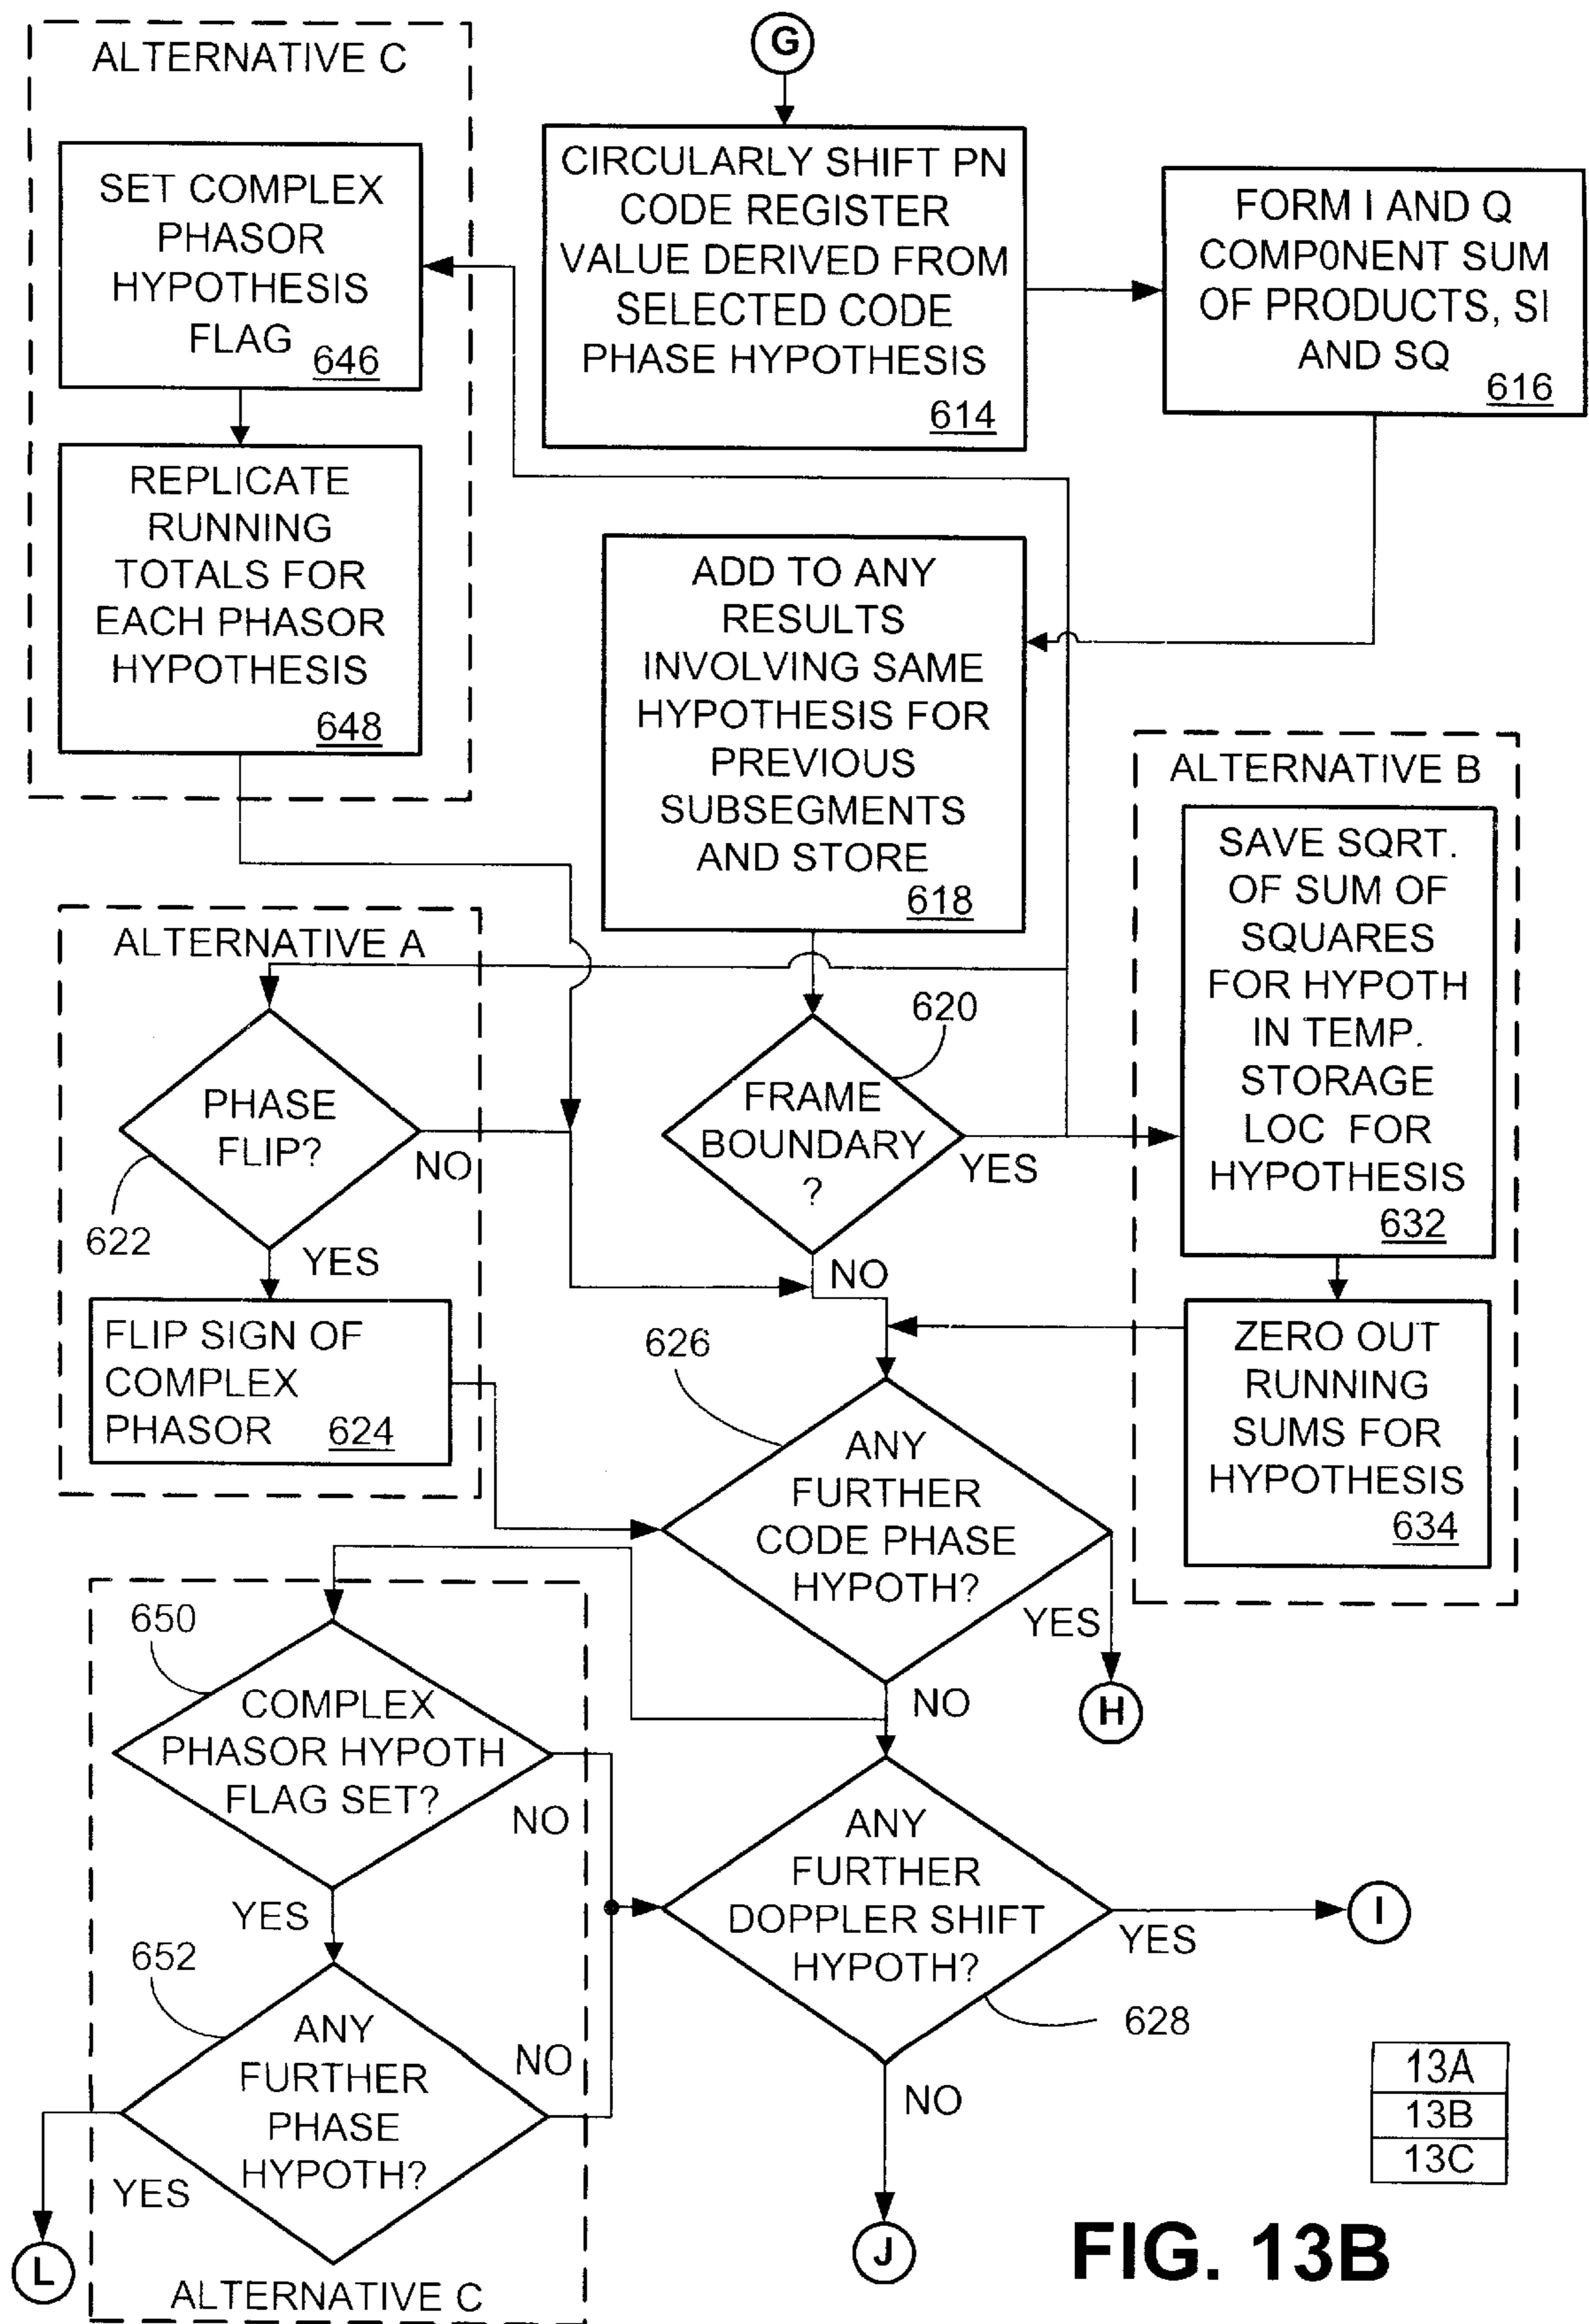 G
ALTERNATIVE C
SET COMPLEX
PHASOR
HYPOTHESIS
FLAG 646
CIRCULARLY SHIFT PN
CODE REGISTER
VALUE DERIVED FROM
SELECTED CODE
PHASE HYPOTHESIS
614
FORM I AND Q
COMP0NENT SUM
OF PRODUCTS, SI
AND SQ
616
REPLICATE
RUNNING
TOTALS FOR
EACH PHASOR
HYPOTHESIS
648
ADD TO ANY
RESULTS
INVOLVING SAME
HYPOTHESIS FOR
PREVIOUS
SUBSEGMENTS
AND STORE
618
ALTERNATIVE B
SAVE SQRT.
OF SUM OF
SQUARES
FOR HYPOTH
IN TEMP.
STORAGE
LOC FOR
HYPOTHESIS
632
ALTERNATIVE A
PHASE
FLIP?
NO
622
YES
FLIP SIGN OF
COMPLEX
PHASOR 624
620
FRAME
BOUNDARY
?
YES
NO
ZERO OUT
RUNNING
SUMS FOR
HYPOTHESIS
634
626
ANY
FURTHER
CODE PHASE
HYPOTH?
YES
H
NO
650
COMPLEX
PHASOR HYPOTH
FLAG SET?
NO
YES
652
ANY
FURTHER
PHASE
HYPOTH?
NO
YES
L
ALTERNATIVE C
ANY
FURTHER
DOPPLER SHIFT
HYPOTH?
YES
I
628
NO
J
13A
13B
13C
FIG. 13B